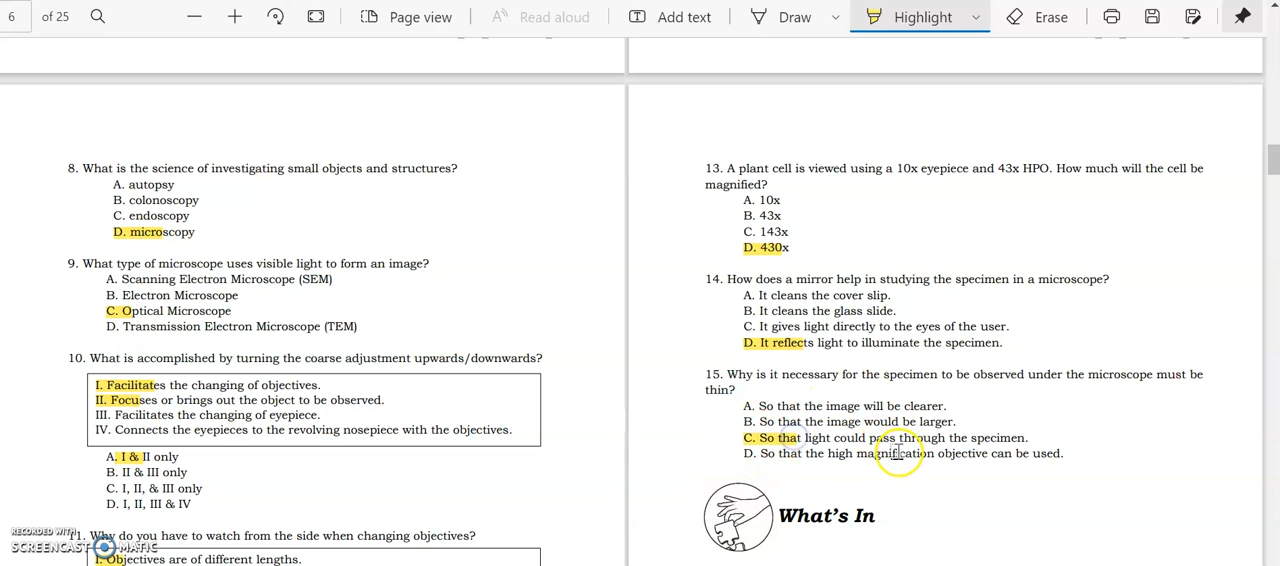 6 of 25
Page view
Read aloud
Add text
Draw
Highlight
Erase
8. What is the science of investigating small objects and structures?
A. autopsy
B. colonoscopy
C. endoscopy
D. microscopy
9. What type of microscope uses visible light to form an image?
A. Scanning Electron Microscope (SEM)
B. Electron Microscope
C. Optical Microscope
D. Transmission Electron Microscope (TEM)
10. What is accomplished by turning the coarse adjustment upwards/downwards?
I. Facilitates the changing of objectives.
II. Focuses or brings out the object to be observed.
III. Facilitates the changing of eyepiece.
IV. Connects the eyepieces to the revolving nosepiece with the objectives.
A. I & II only
B. II & III only
C. I, II, & III only
D. I, II, III & IV
11. Why do you have to watch from the side when changing objectives?
I. Objectives are of different lengths.
RECORDED WITH
SCREENCAST MATIC
13. A plant cell is viewed using a 10x eyepiece and 43x HPO. How much will the cell be
magnified?
A. 10x
B. 43x
C. 143x
D. 430x
14. How does a mirror help in studying the specimen in a microscope?
A. It cleans the cover slip.
B. It cleans the glass slide.
C. It gives light directly to the eyes of the user.
D. It reflects light to illuminate the specimen.
15. Why is it necessary for the specimen to be observed under the microscope must be
thin?
A. So that the image will be clearer.
B. So that the image would be larger.
C. So that light could pass through the specimen.
D. So that the high magnification objective can be used.
What's In